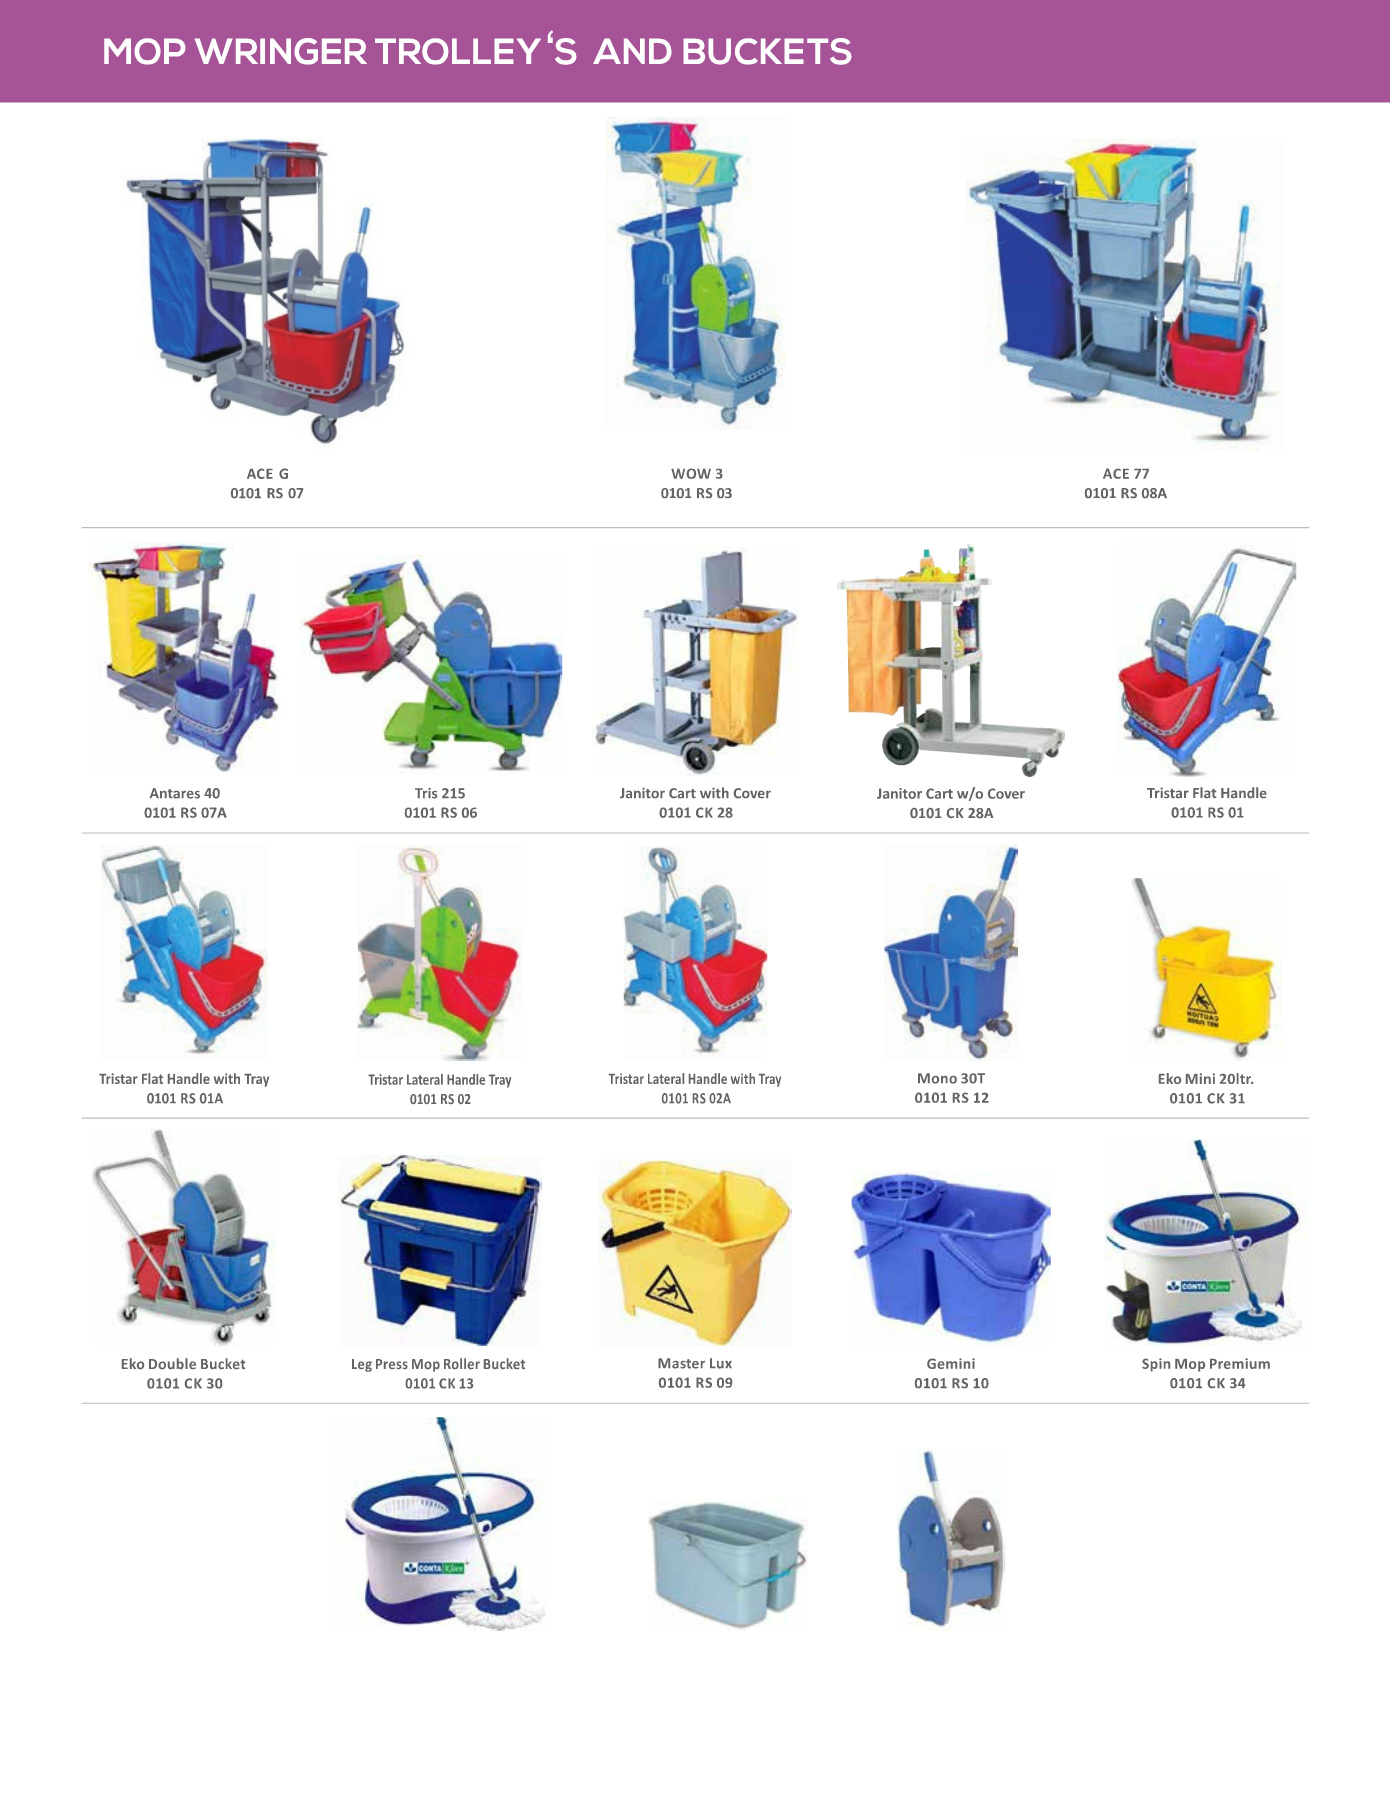 MOP WRINGER TROLLEY‘S AND BUCKETS
ACE G
0101 RS 07
WOW 3
0101 RS 03
ACE 77
0101 RS 08A
Antares 40
0101 RS 07A
Tris 215
0101 RS 06
Janitor Cart with Cover
0101 CK 28
Janitor Cart w/o Cover
0101 CK 28A
Tristar Flat Handle
0101 RS 01
Tristar Flat Handle with Tray
0101 RS 01A
Tristar Lateral Handle Tray
0101 RS 02
Tristar Lateral Handle with Tray
0101 RS 02A
Mono 30T
0101 RS 12
CAUTION
WET FLOOR
Eko Mini 20ltr.
0101 CK 31
Eko Double Bucket
0101 CK 30
Leg Press Mop Roller Bucket
0101 CK 13
Master Lux
0101 RS 09
Gemini
0101 RS 10
CONTA
Spin Mop Premium
0101 CK 34
CONTA